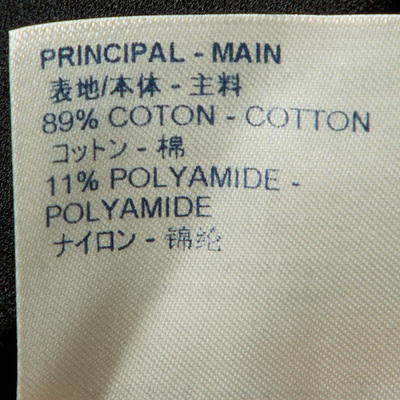 PRINCIPAL - MAIN
表地/本体 - 主料
89% COTON - COTTON
コットン - 棉
11% POLYAMIDE -
POLYAMIDE
ナイロン - 锦纶